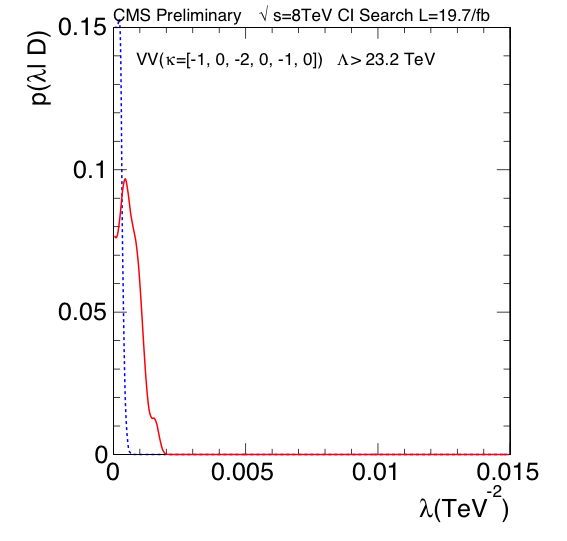 CMS Preliminary √ s=8TeV CI Search L=19.7/fb
VV(κ=[-1, 0, -2, 0, -1, 0]) Λ> 23.2 TeV
p(λ| D)
0.15
0.1
0.05
0
0 0.005 0.01 0.015
λ(TeV⁻²)